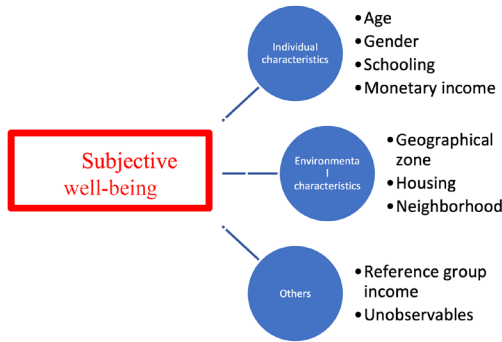 Individual
characteristics
• Age
• Gender
• Schooling
• Monetary income
Subjective
well-being
Environmenta
l
characteristics
• Geographical
zone
• Housing
• Neighborhood
Others
• Reference group
income
• Unobservables